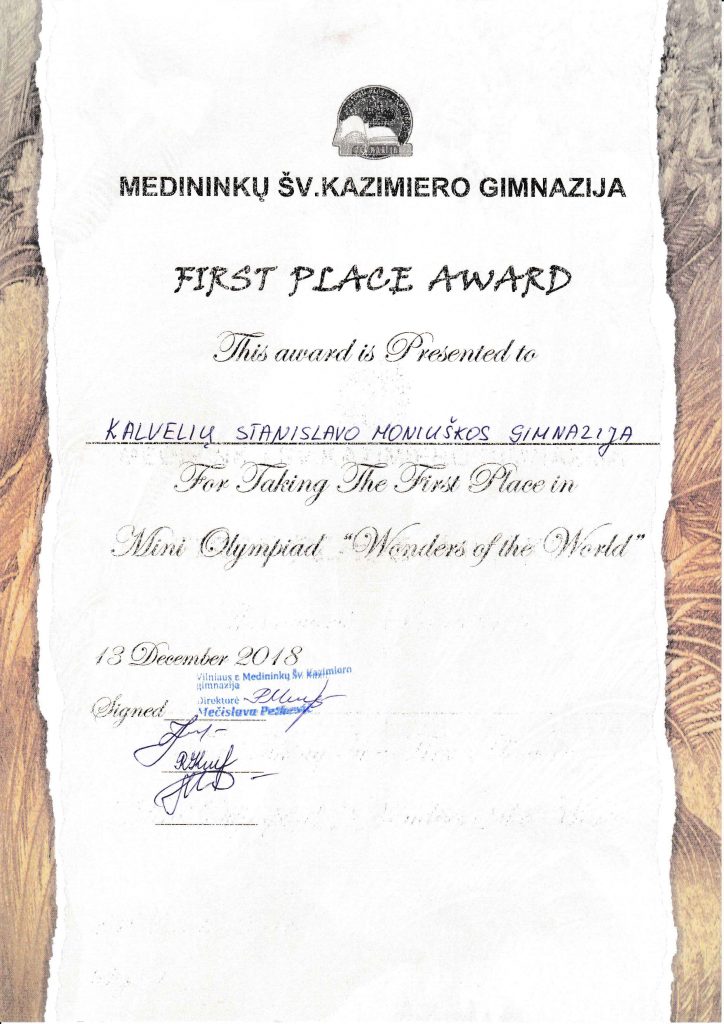 MEDININKŲ ŠV.KAZIMIERO GIMNAZIJA
FIRST PLACE AWARD
This award is Presented to
KALVELIŲ STANISLAVO MONIUŠKOS GIMNAZIJA
For Taking The First Place in
Mini Olympiad "Wonders of the World"
13 December 2018
Vilniaus r. Medininkų Šv. Kazimiero
gimnazija
Direktorė
Signed
Mečislava